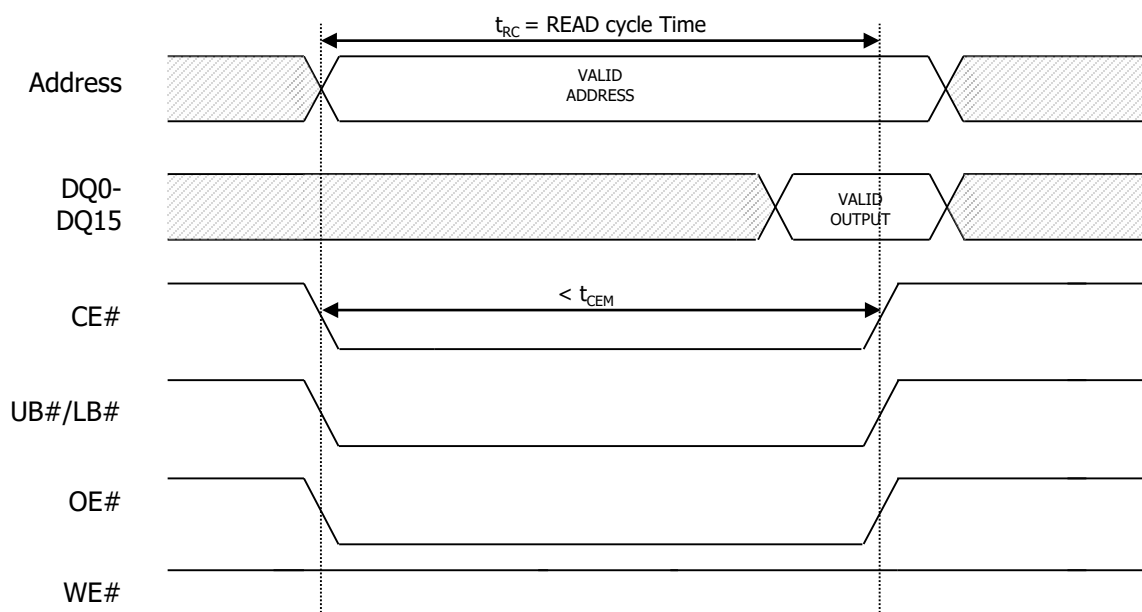 tRC = READ cycle Time
Address
VALID
ADDRESS
DQ0-
DQ15
VALID
OUTPUT
< tCEM
CE#
UB#/LB#
OE#
WE#